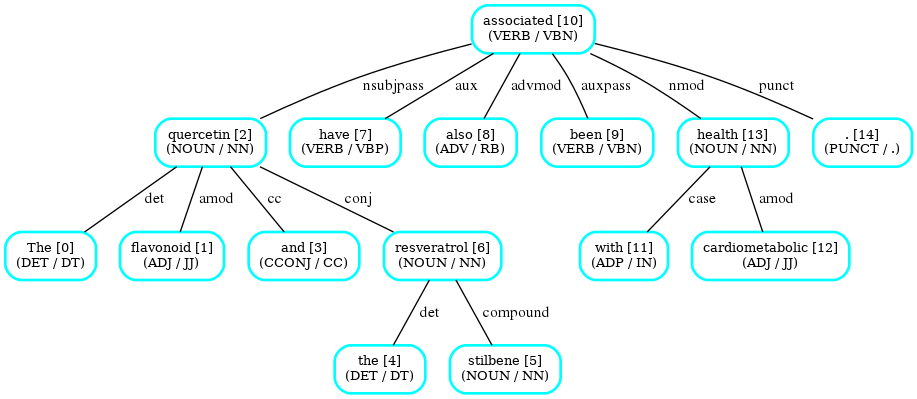 associated [10]
(VERB / VBN)
nsubjpass
aux
advmod
auxpass
nmod
punct
quercetin [2]
(NOUN / NN)
have [7]
(VERB / VBP)
also [8]
(ADV / RB)
been [9]
(VERB / VBN)
health [13]
(NOUN / NN)
. [14]
(PUNCT / .)
det
amod
cc
conj
case
amod
The [0]
(DET / DT)
flavonoid [1]
(ADJ / JJ)
and [3]
(CCONJ / CC)
resveratrol [6]
(NOUN / NN)
with [11]
(ADP / IN)
cardiometabolic [12]
(ADJ / JJ)
det
compound
the [4]
(DET / DT)
stilbene [5]
(NOUN / NN)